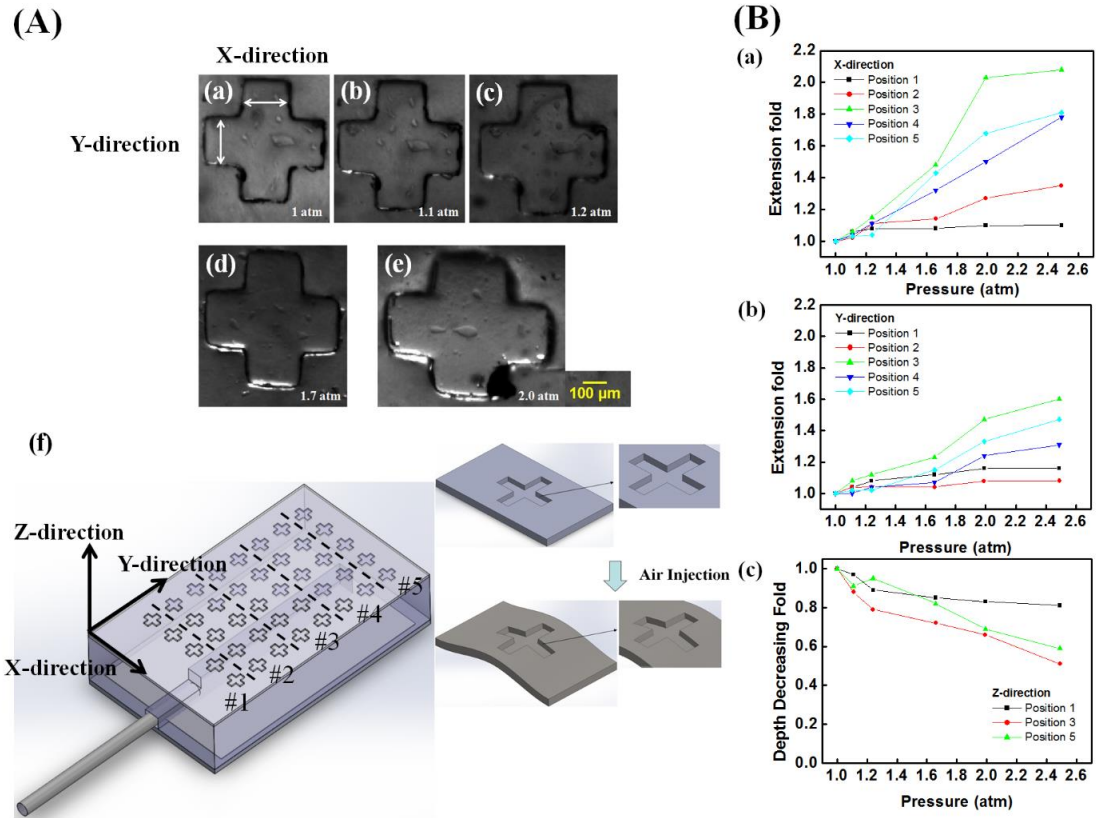 (A)
X-direction
Y-direction
(a)
1 atm
(b)
1.1 atm
(c)
1.2 atm
(d)
1.7 atm
(e)
2.0 atm
100 µm
(f)
Z-direction
Y-direction
X-direction
#1
#2
#3
#4
#5
Air Injection
(B)
(a)
Extension fold
2.2
2.0
1.8
1.6
1.4
1.2
1.0
X-direction
Position 1
Position 2
Position 3
Position 4
Position 5
1.0 1.2 1.4 1.6 1.8 2.0 2.2 2.4 2.6
Pressure (atm)
(b)
Extension fold
2.2
2.0
1.8
1.6
1.4
1.2
1.0
Y-direction
Position 1
Position 2
Position 3
Position 4
Position 5
1.0 1.2 1.4 1.6 1.8 2.0 2.2 2.4 2.6
Pressure (atm)
(c)
Depth Decreasing Fold
1.0
0.8
0.6
0.4
0.2
0.0
Z-direction
Position 1
Position 3
Position 5
1.0 1.2 1.4 1.6 1.8 2.0 2.2 2.4 2.6
Pressure (atm)